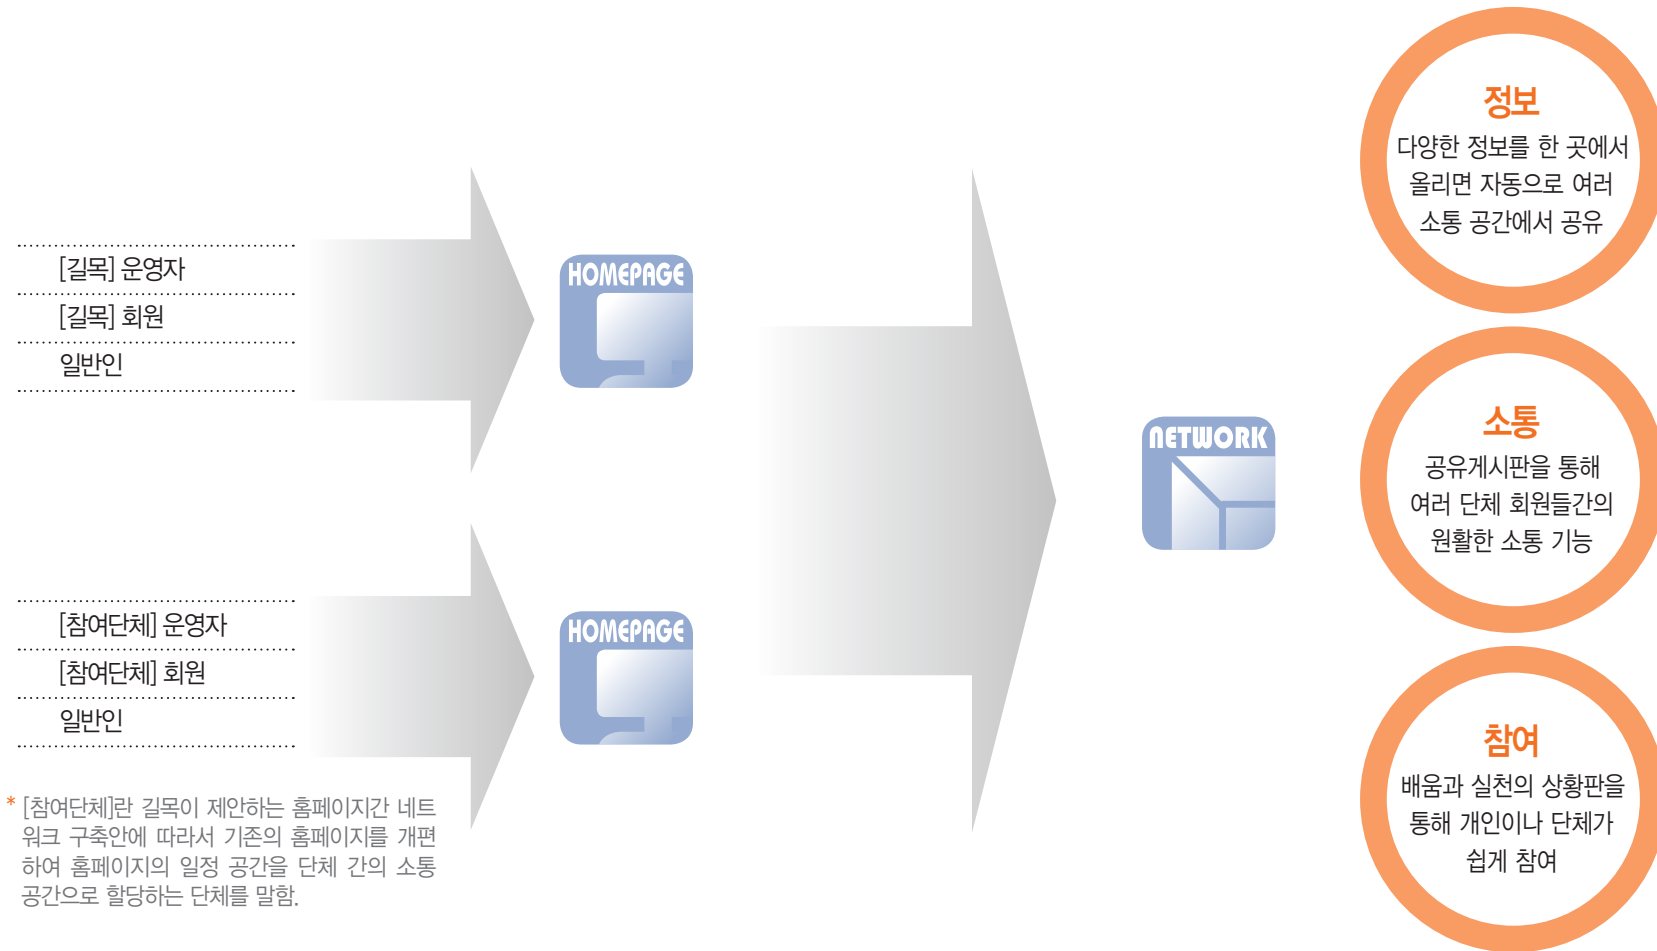 [길목] 운영자
[길목] 회원
일반인
HOMEPAGE
[참여단체] 운영자
[참여단체] 회원
일반인
HOMEPAGE
* [참여단체]란 길목이 제안하는 홈페이지간 네트
워크 구축안에 따라서 기존의 홈페이지를 개편
하여 홈페이지의 일정 공간을 단체 간의 소통
공간으로 할당하는 단체를 말함.
NETWORK
정보
다양한 정보를 한 곳에서
올리면 자동으로 여러
소통 공간에서 공유
소통
공유게시판을 통해
여러 단체 회원들간의
원활한 소통 기능
참여
배움과 실천의 상황판을
통해 개인이나 단체가
쉽게 참여